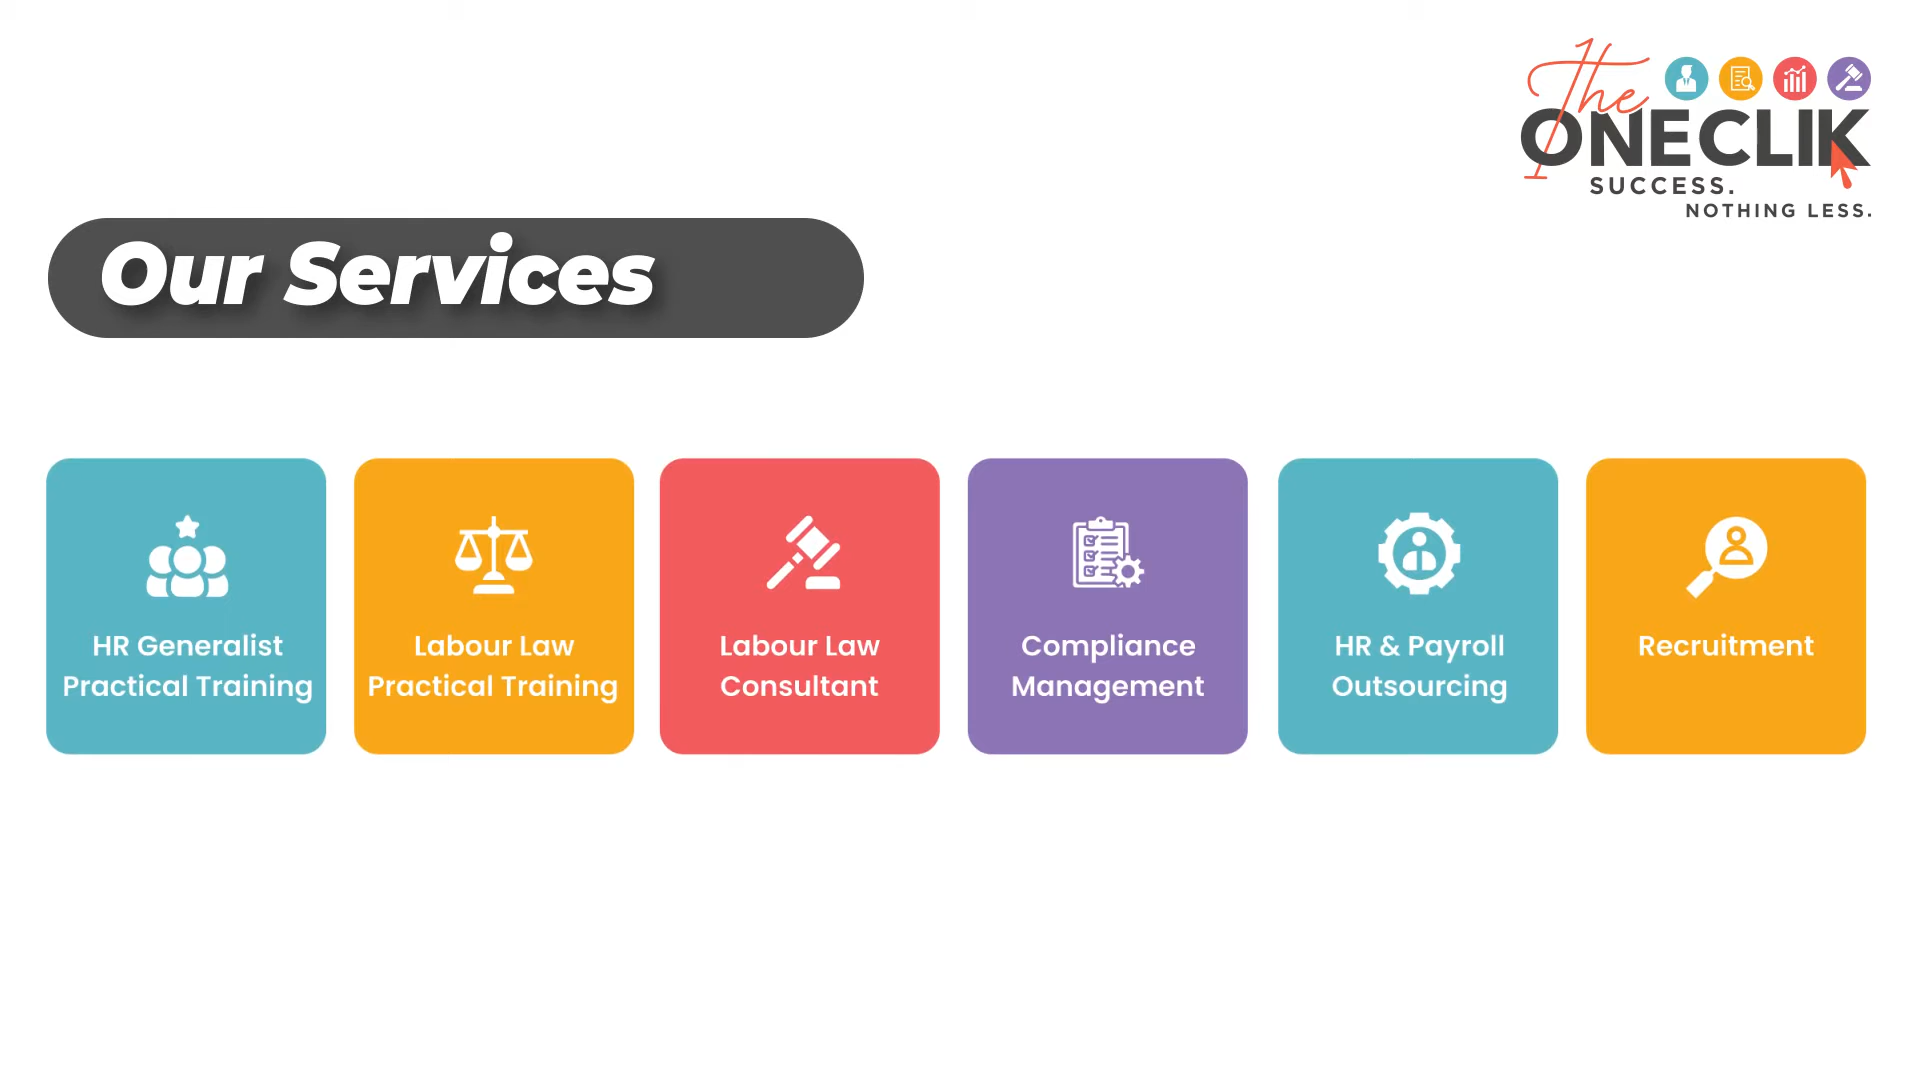 The
ONECLIK
SUCCESS.
NOTHING LESS.
Our Services
HR Generalist
Practical Training
Labour Law
Practical Training
Labour Law
Consultant
Compliance
Management
HR & Payroll
Outsourcing
Recruitment